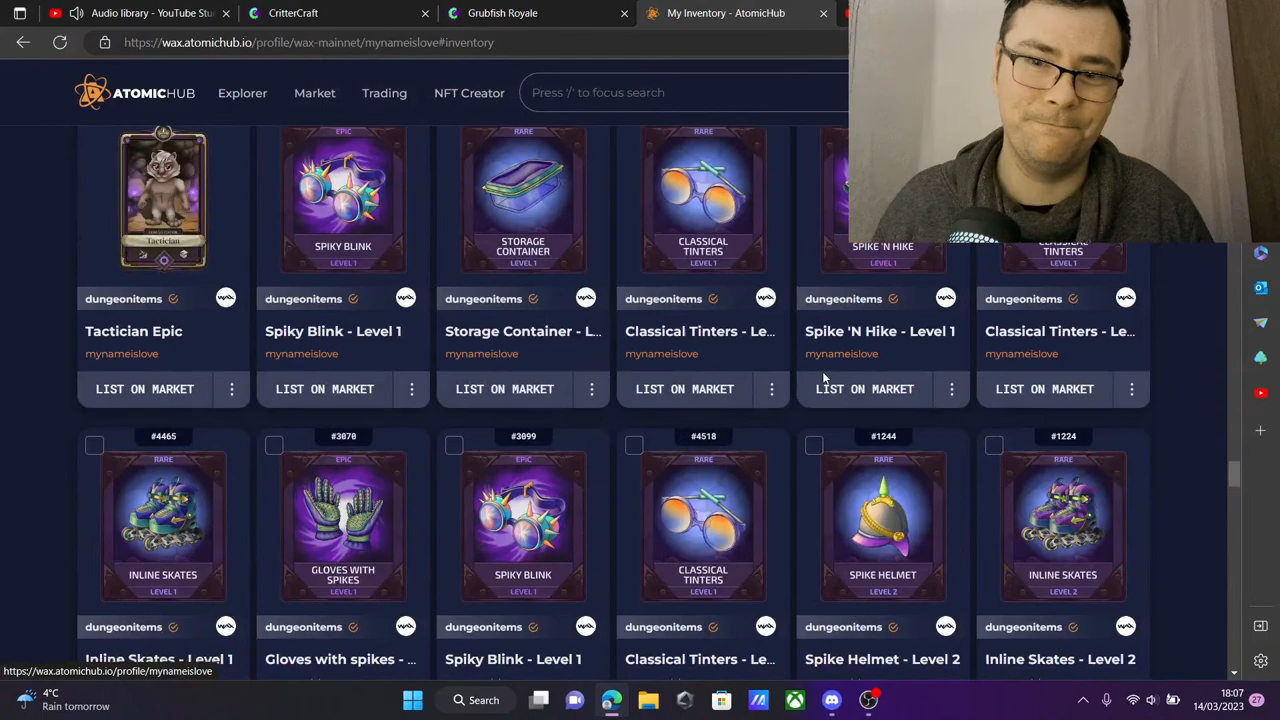 Audio library - YouTube Stu
CritterCraft
Grubfish Royale
My Inventory - AtomicHub
https://wax.atomichub.io/profile/wax-mainnet/mynameislove#inventory
ATOMICHUB
Explorer
Market
Trading
NFT Creator
Press '/' to focus search
EPIC
RARE
RARE
Tactician
SPIKY BLINK
LEVEL 1
STORAGE CONTAINER
LEVEL 1
CLASSICAL TINTERS
LEVEL 1
SPIKE 'N HIKE
LEVEL 1
CLASSICAL TINTERS
LEVEL 1
dungeonitems
dungeonitems
dungeonitems
dungeonitems
dungeonitems
dungeonitems
Tactician Epic
Spiky Blink - Level 1
Storage Container - L...
Classical Tinters - Le...
Spike 'N Hike - Level 1
Classical Tinters - Le...
mynameislove
mynameislove
mynameislove
mynameislove
mynameislove
mynameislove
LIST ON MARKET
LIST ON MARKET
LIST ON MARKET
LIST ON MARKET
LIST ON MARKET
LIST ON MARKET
#4465
#3070
#3099
#4518
#1244
#1224
RARE
EPIC
EPIC
RARE
RARE
RARE
INLINE SKATES
LEVEL 1
GLOVES WITH SPIKES
LEVEL 1
SPIKY BLINK
LEVEL 1
CLASSICAL TINTERS
LEVEL 1
SPIKE HELMET
LEVEL 2
INLINE SKATES
LEVEL 2
dungeonitems
dungeonitems
dungeonitems
dungeonitems
dungeonitems
dungeonitems
Inline Skates - Level 1
Gloves with spikes - ...
Spiky Blink - Level 1
Classical Tinters - Le...
Spike Helmet - Level 2
Inline Skates - Level 2
https://wax.atomichub.io/profile/mynameislove
4°C
Rain tomorrow
Search
18:07
14/03/2023
27